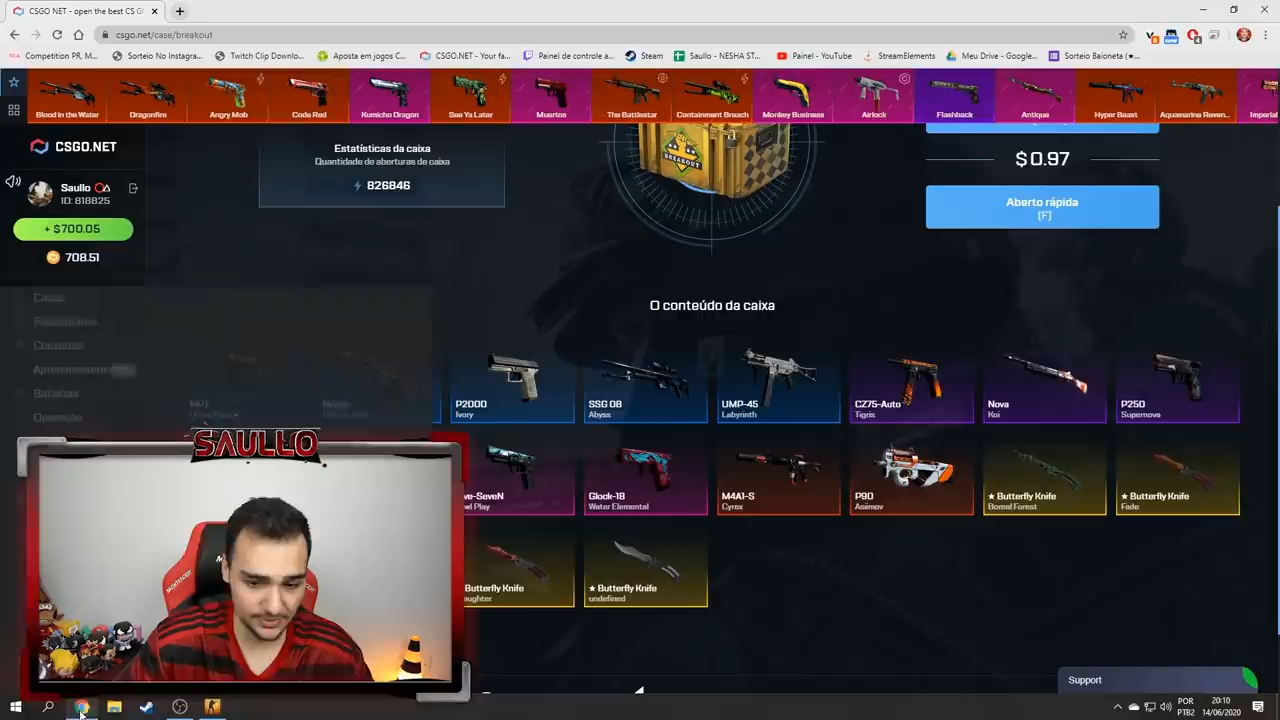 CSGO NET - open the best CS G
csgo.net/case/breakout
Competition PR, M...
Sorteio No Instagra...
Twitch Clip Downlo...
Aposta em jogos C...
CSGO.NET - Your fa...
Painel de controle a...
Steam
Saullo - NESHA ST...
Painel - YouTube
StreamElements
Meu Drive - Google...
Sorteio Baioneta (★...
Blood in the Water
Dragonfire
Angry Mob
Code Red
Kumicho Dragon
See Ya Later
Muertos
The Battlestar
Containment Breach
Monkey Business
Airlock
Flashback
Antique
Hyper Beast
Aquamarine Reven...
Imperial
CSGO.NET
Saullo
ID: 818825
+ $700.05
708.51
Estatísticas da caixa
Quantidade de aberturas de caixa
826846
BREAKOUT
$ 0.97
Aberto rápida
[F]
O conteúdo da caixa
P2000
Ivory
SSG 08
Abyss
UMP-45
Labyrinth
CZ75-Auto
Tigris
Nova
Koi
P250
Supernova
ve-SeveN
wl Play
Glock-18
Water Elemental
M4A1-S
Cyrex
P90
Asiimov
★ Butterfly Knife
Boreal Forest
★ Butterfly Knife
Fade
Butterfly Knife
aughter
★ Butterfly Knife
undefined
SAULLO
Support
POR
PTB2
20:10
14/06/2020